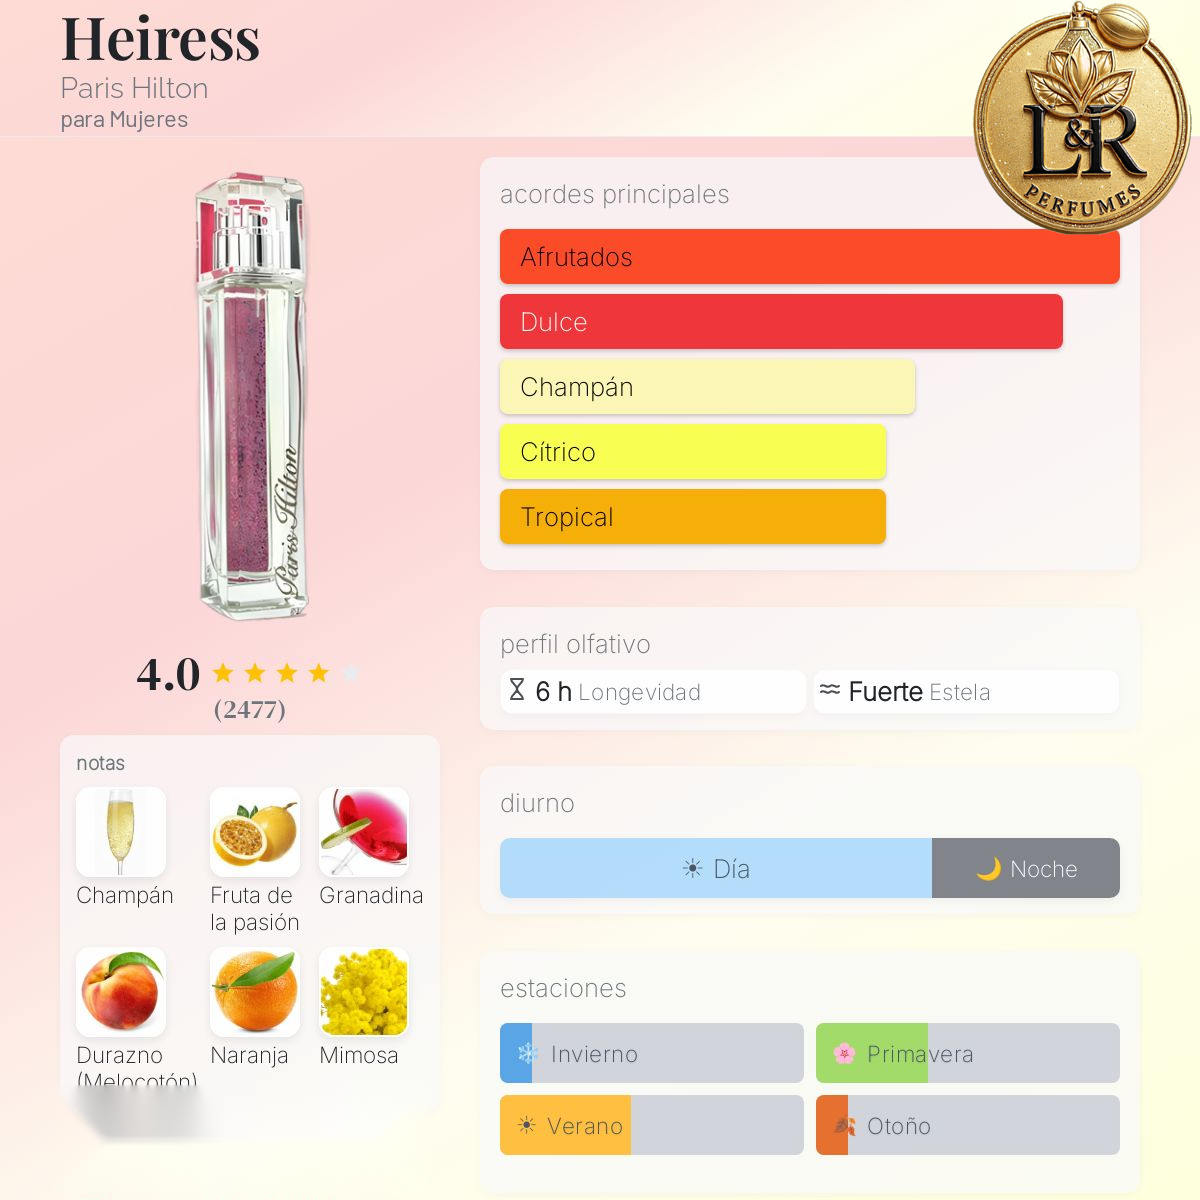 Heiress
Paris Hilton
para Mujeres
L&R
PERFUMES
Paris Hilton
4.0
(2477)
notas
Champán
Fruta de
la pasión
Granadina
Durazno
(Melocotón)
Naranja
Mimosa
acordes principales
Afrutados
Dulce
Champán
Cítrico
Tropical
perfil olfativo
6 h Longevidad
Fuerte Estela
diurno
Día
Noche
estaciones
Invierno
Primavera
Verano
Otoño